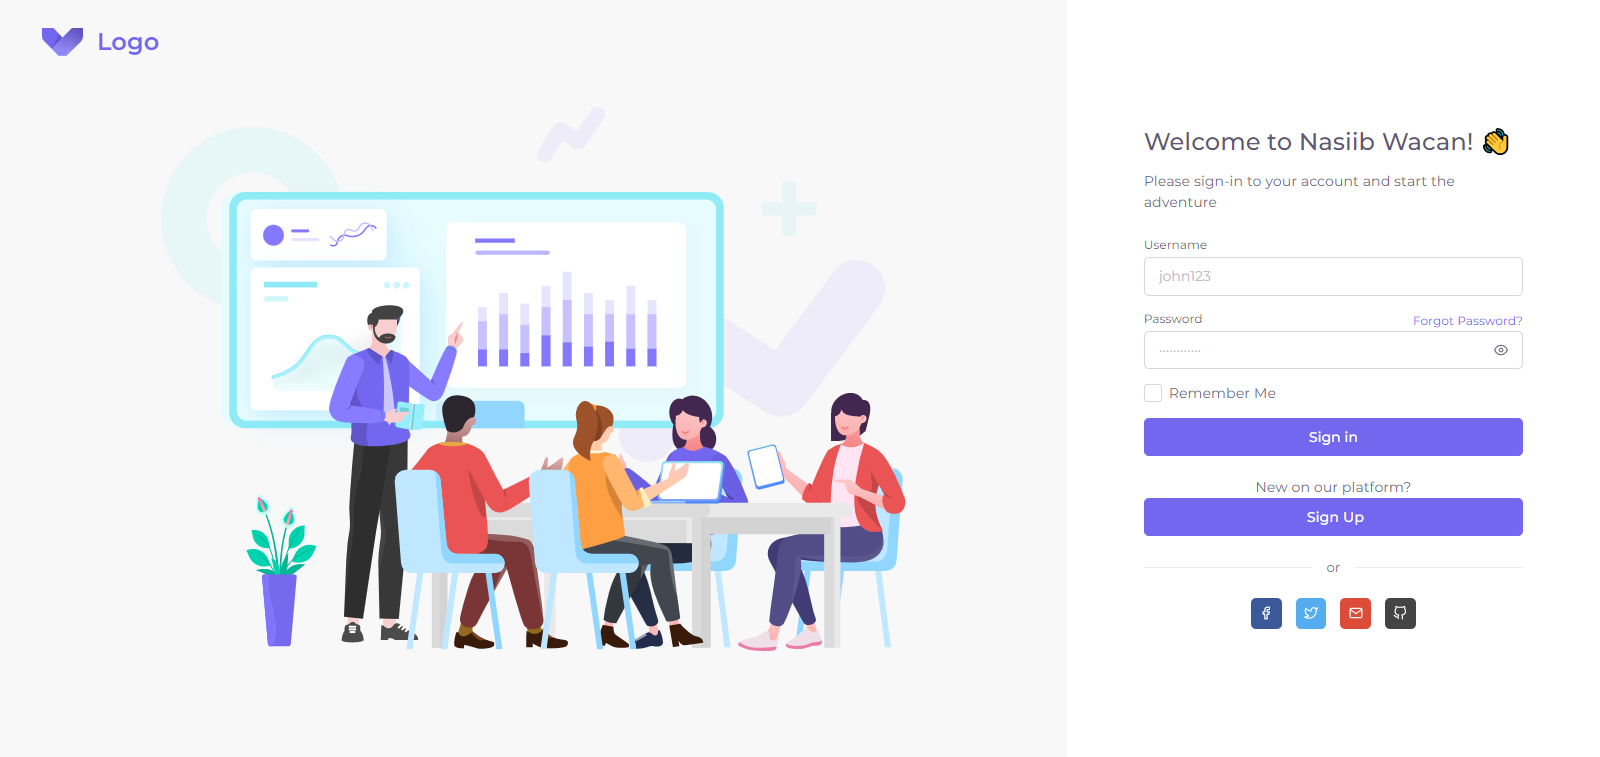 Logo
Welcome to Nasiib Wacan! 👋
Please sign-in to your account and start the
adventure
Username
john123
Password
Forgot Password?
············
Remember Me
Sign in
New on our platform?
Sign Up
or